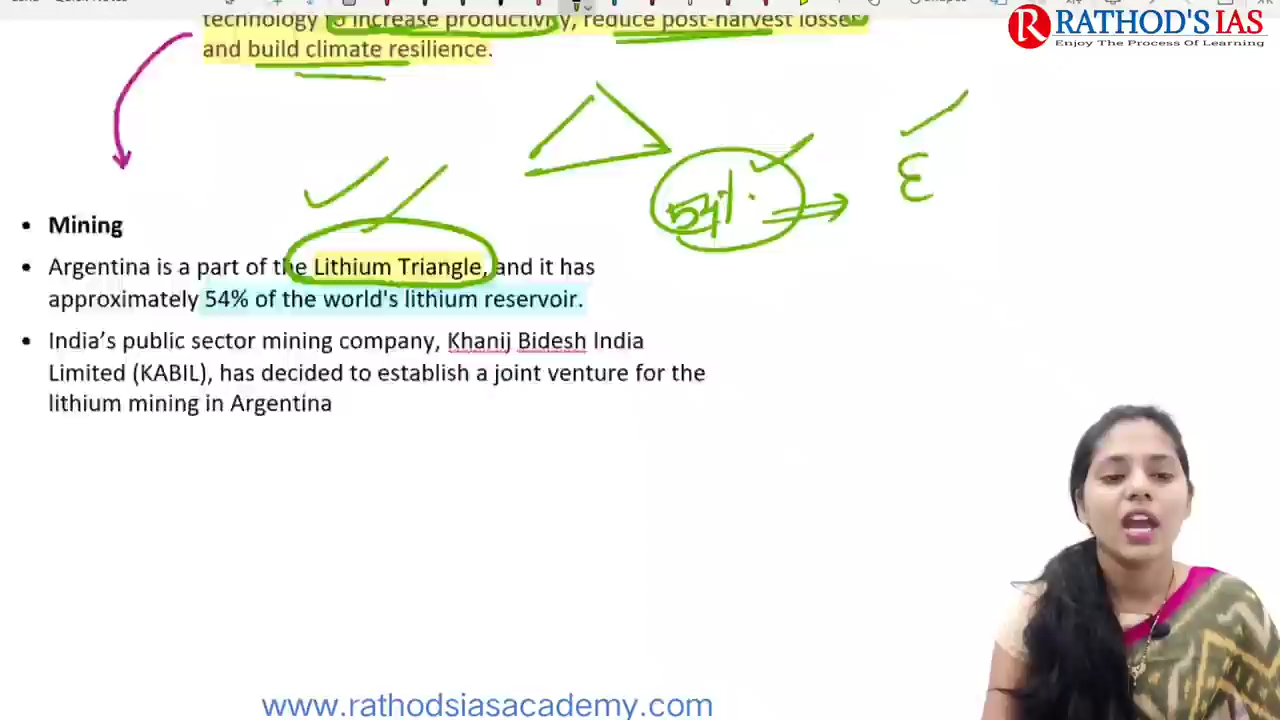 technology to increase productivity, reduce post-harvest losses
and build climate resilience.
RATHOD'S IAS
Enjoy The Process Of Learning
54%
ε
• Mining
• Argentina is a part of the Lithium Triangle, and it has
approximately 54% of the world's lithium reservoir.
• India’s public sector mining company, Khanij Bidesh India
Limited (KABIL), has decided to establish a joint venture for the
lithium mining in Argentina
www.rathodsiasacademy.com